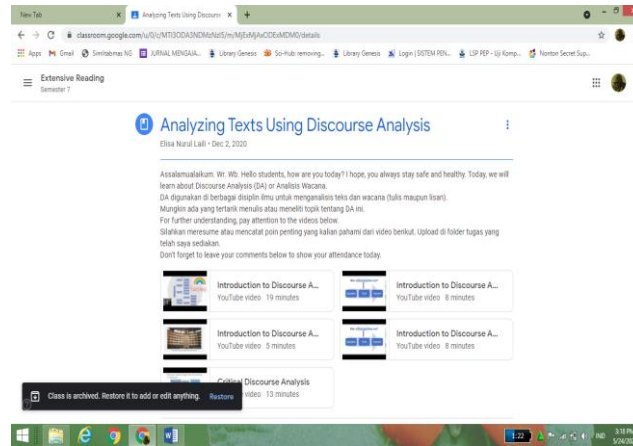 New Tab
Analyzing Texts Using Discours
classroom.google.com/u/0/c/
Apps
Gmail
Simlitabmas NG
JURNAL MENGAJA...
Library Genesis
Sci-Hub removing...
Library Genesis
Login | SISTEM PEN...
LSP PEP - Uji Komp...
Nonton Secret Sup...
Extensive Reading
Semester 7
Analyzing Texts Using Discourse Analysis
Elisa Nurul Laili • Dec 2, 2020
Assalamualaikum. Wr. Wb. Hello students, how are you today? I hope, you always stay safe and healthy. Today, we will
learn about Discourse Analysis (DA) or Analisis Wacana.
DA digunakan di berbagai disiplin ilmu untuk menganalisis teks dan wacana (tulis maupun lisan).
Mungkin ada yang tertarik menulis atau meneliti topik tentang DA ini.
For further understanding, pay attention to the videos below.
Silahkan meresume atau mencatat poin penting yang kalian pahami dari video berikut. Upload di folder tugas yang
telah saya sediakan.
Don't forget to leave your comments below to show your attendance today.
Introduction to Discourse A...
YouTube video 19 minutes
Introduction to Discourse A...
YouTube video 8 minutes
Introduction to Discourse A...
YouTube video 5 minutes
Introduction to Discourse A...
YouTube video 8 minutes
Critical Discourse Analysis
YouTube video 13 minutes
Class is archived. Restore it to add or edit anything.
Restore
1:22
IND
3:18 PM